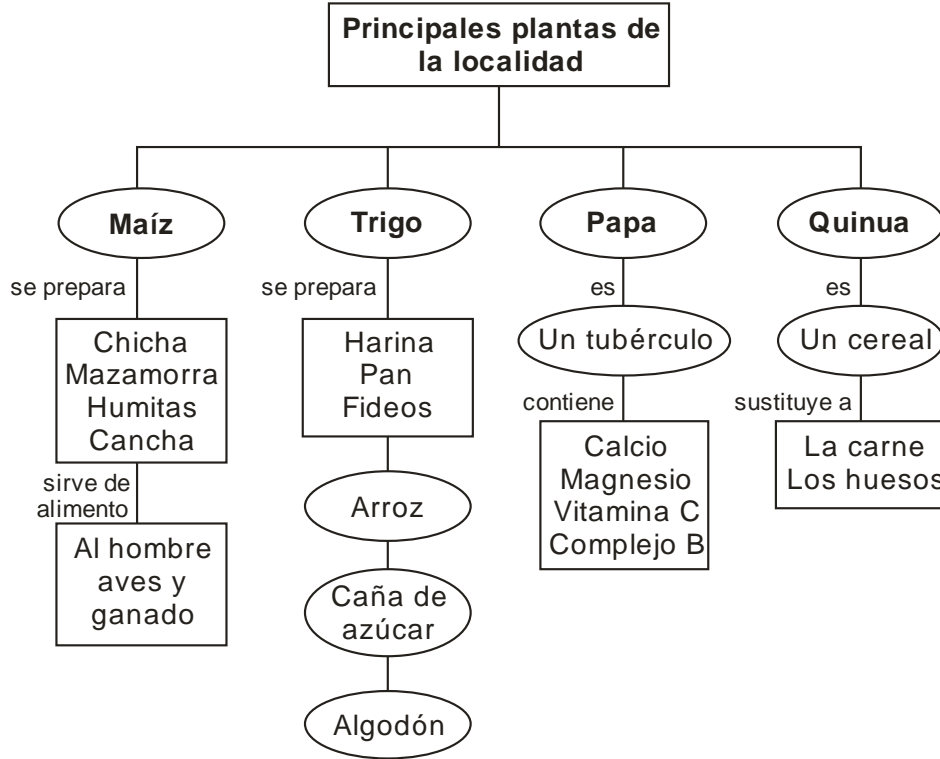 Principales plantas de
la localidad
Maíz
Trigo
Papa
Quinua
se prepara
se prepara
es
es
Chicha
Mazamorra
Humitas
Cancha
Harina
Pan
Fideos
Un tubérculo
Un cereal
contiene
sustituye a
Calcio
Magnesio
Vitamina C
Complejo B
La carne
Los huesos
sirve de
alimento
Al hombre
aves y
ganado
Arroz
Caña de
azúcar
Algodón